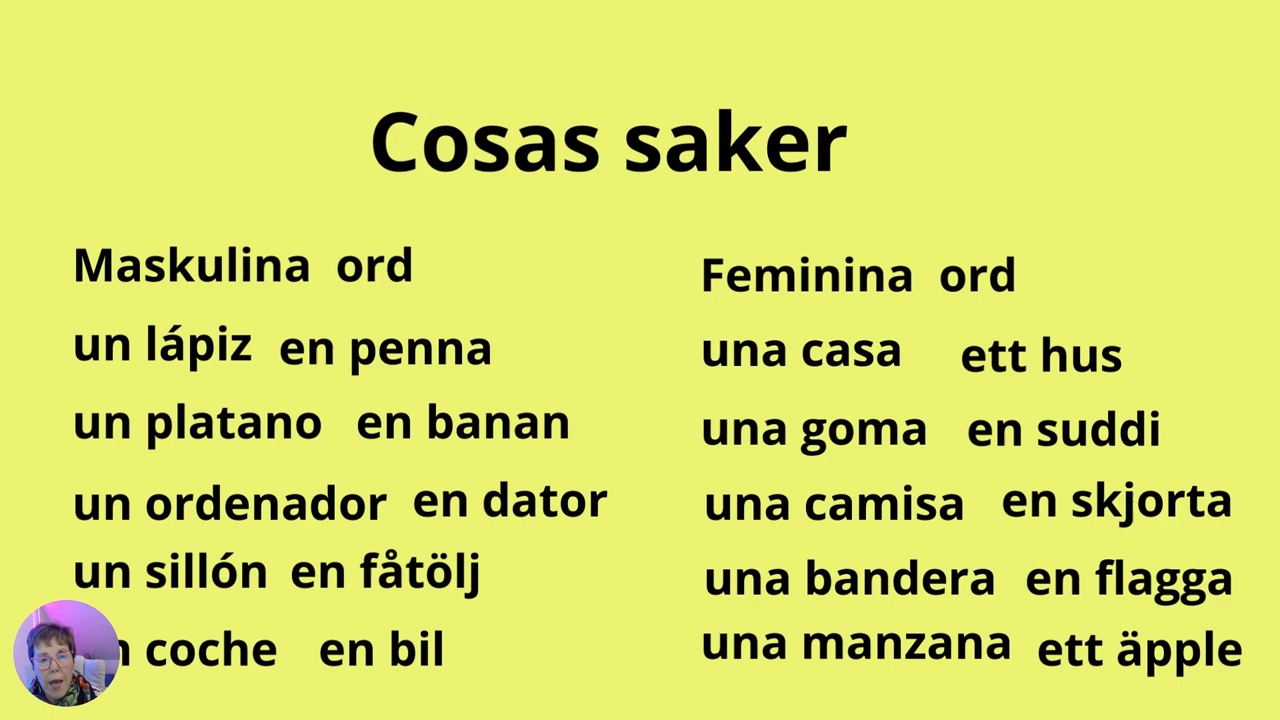 Cosas saker
Maskulina ord
un lápiz en penna
un platano en banan
un ordenador en dator
un sillón en fåtölj
n coche en bil
Feminina ord
una casa ett hus
una goma en suddi
una camisa en skjorta
una bandera en flagga
una manzana ett äpple